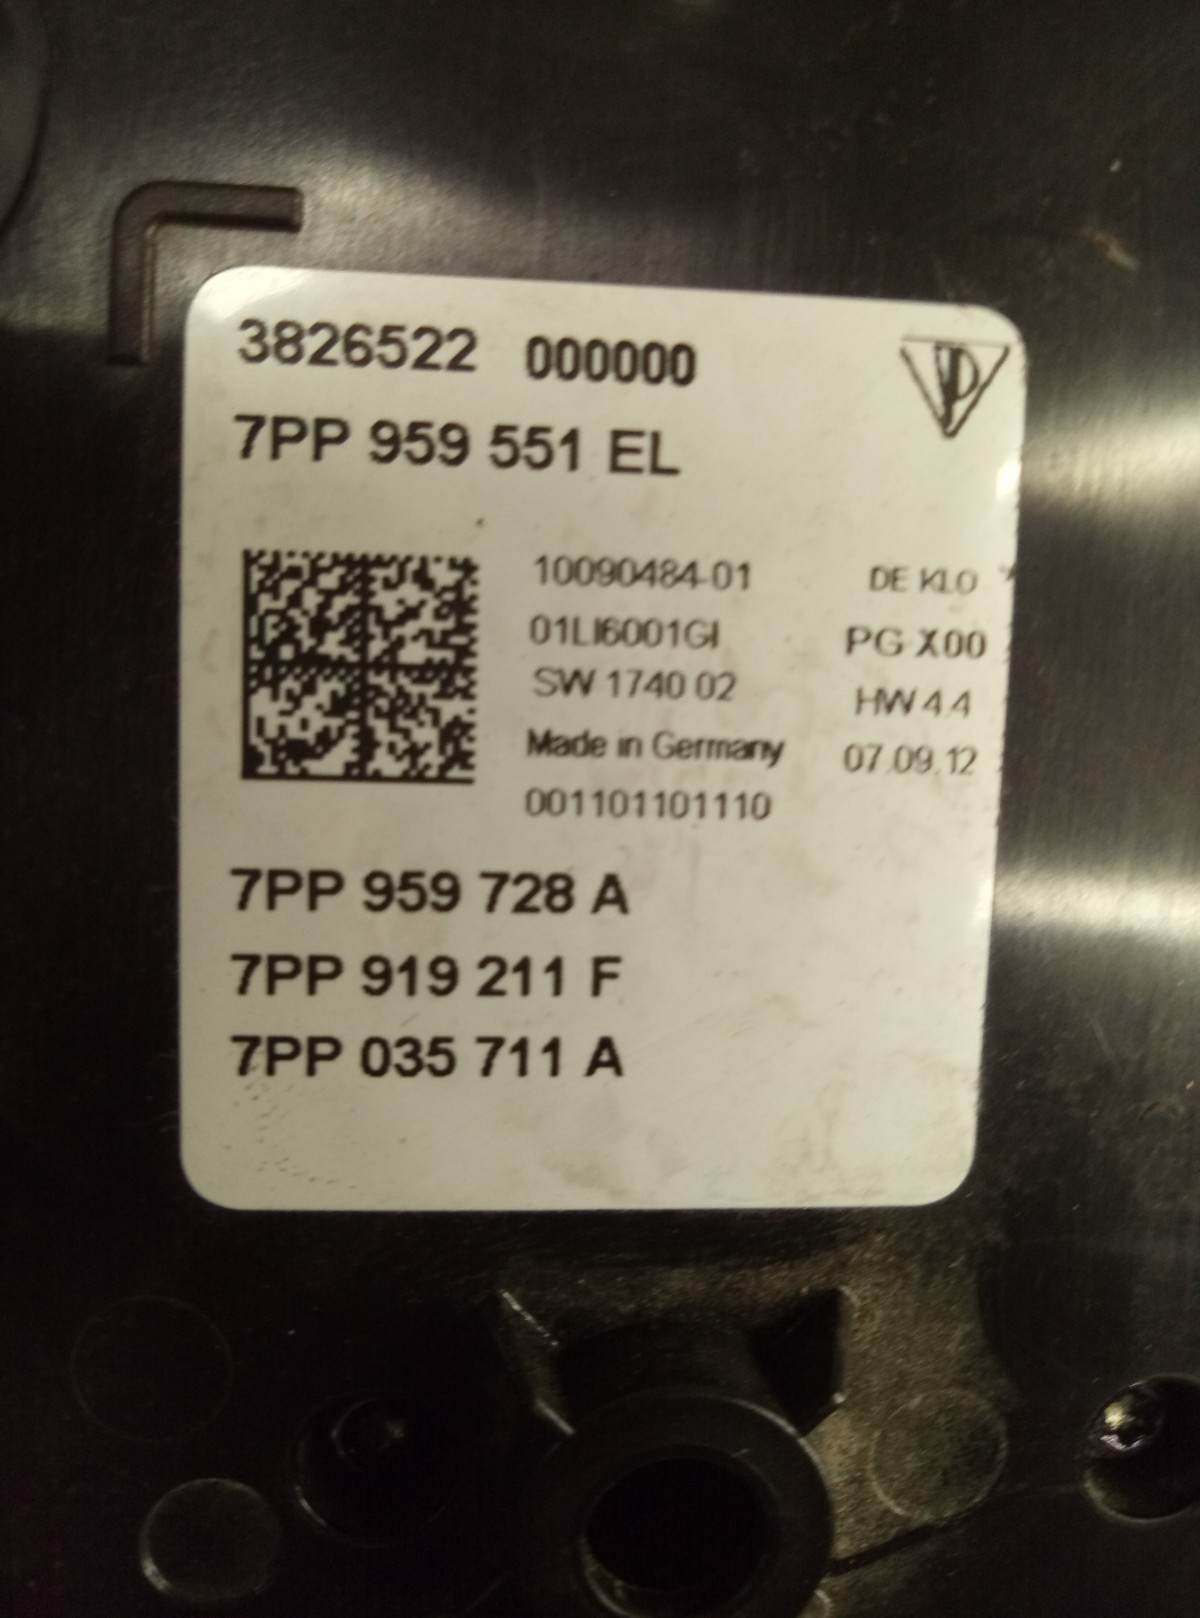 3826522 000000
7PP 959 551 EL
10090484-01 DE KLO
01LI6001GI PG X00
SW 1740 02 HW 4.4
Made in Germany 07.09.12
001101101110
7PP 959 728 A
7PP 919 211 F
7PP 035 711 A